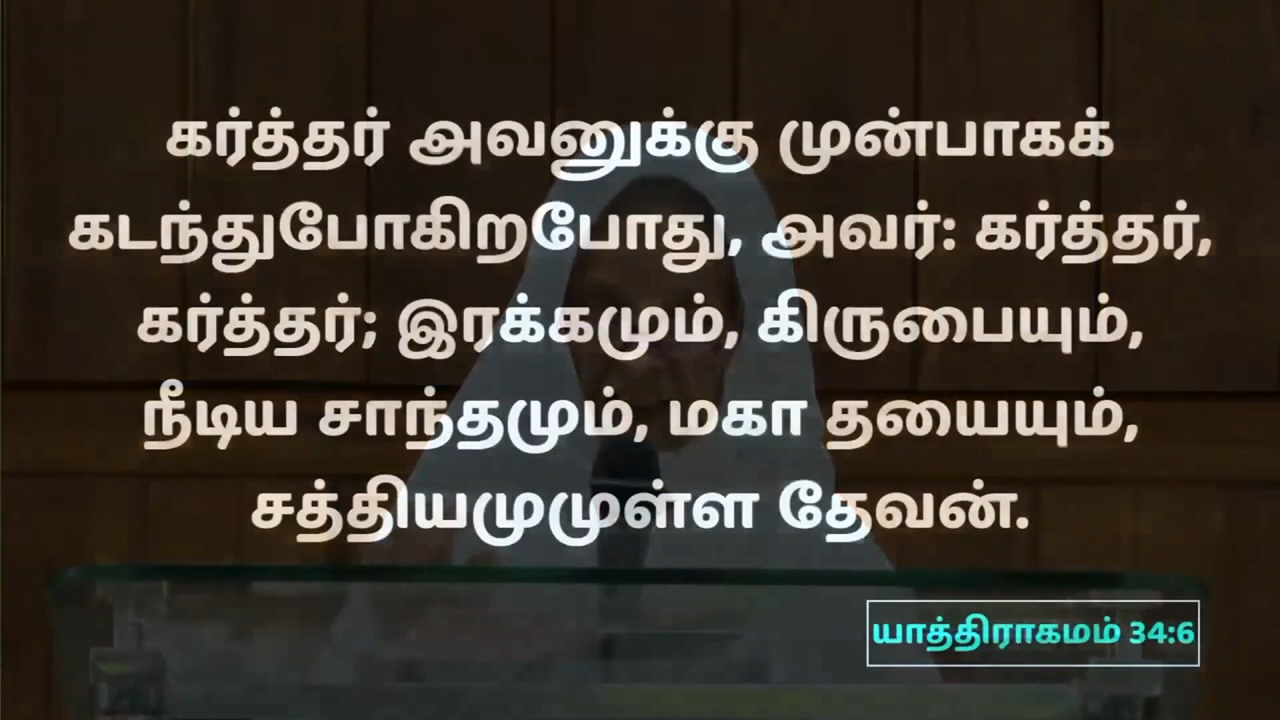 கர்த்தர் அவனுக்கு முன்பாகக்
கடந்துபோகிறபோது, அவர்: கர்த்தர்,
கர்த்தர்; இரக்கமும், கிருபையும்,
நீடிய சாந்தமும், மகா தயையும்,
சத்தியமுமுள்ள தேவன்.
யாத்திராகமம் 34:6